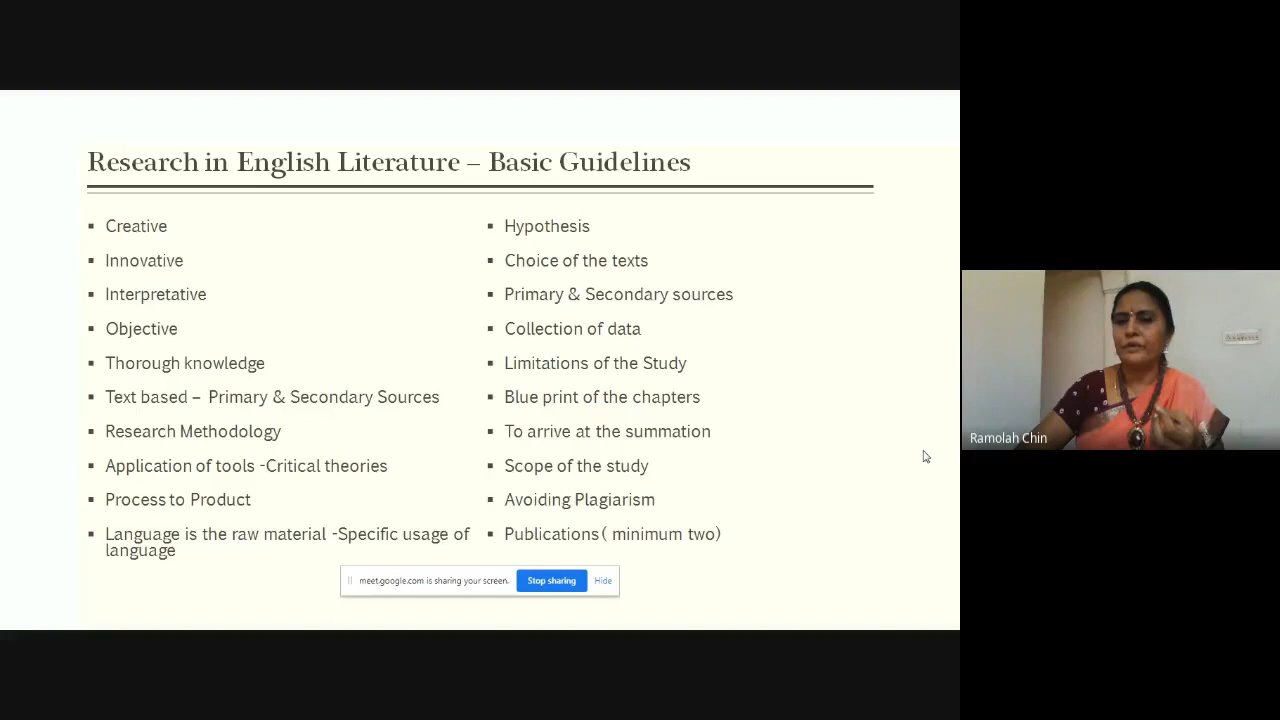 Research in English Literature – Basic Guidelines
▪ Creative
▪ Innovative
▪ Interpretative
▪ Objective
▪ Thorough knowledge
▪ Text based – Primary & Secondary Sources
▪ Research Methodology
▪ Application of tools -Critical theories
▪ Process to Product
▪ Language is the raw material -Specific usage of
language
▪ Hypothesis
▪ Choice of the texts
▪ Primary & Secondary sources
▪ Collection of data
▪ Limitations of the Study
▪ Blue print of the chapters
▪ To arrive at the summation
▪ Scope of the study
▪ Avoiding Plagiarism
▪ Publications ( minimum two)
meet.google.com is sharing your screen. Stop sharing Hide
Ramolah Chin